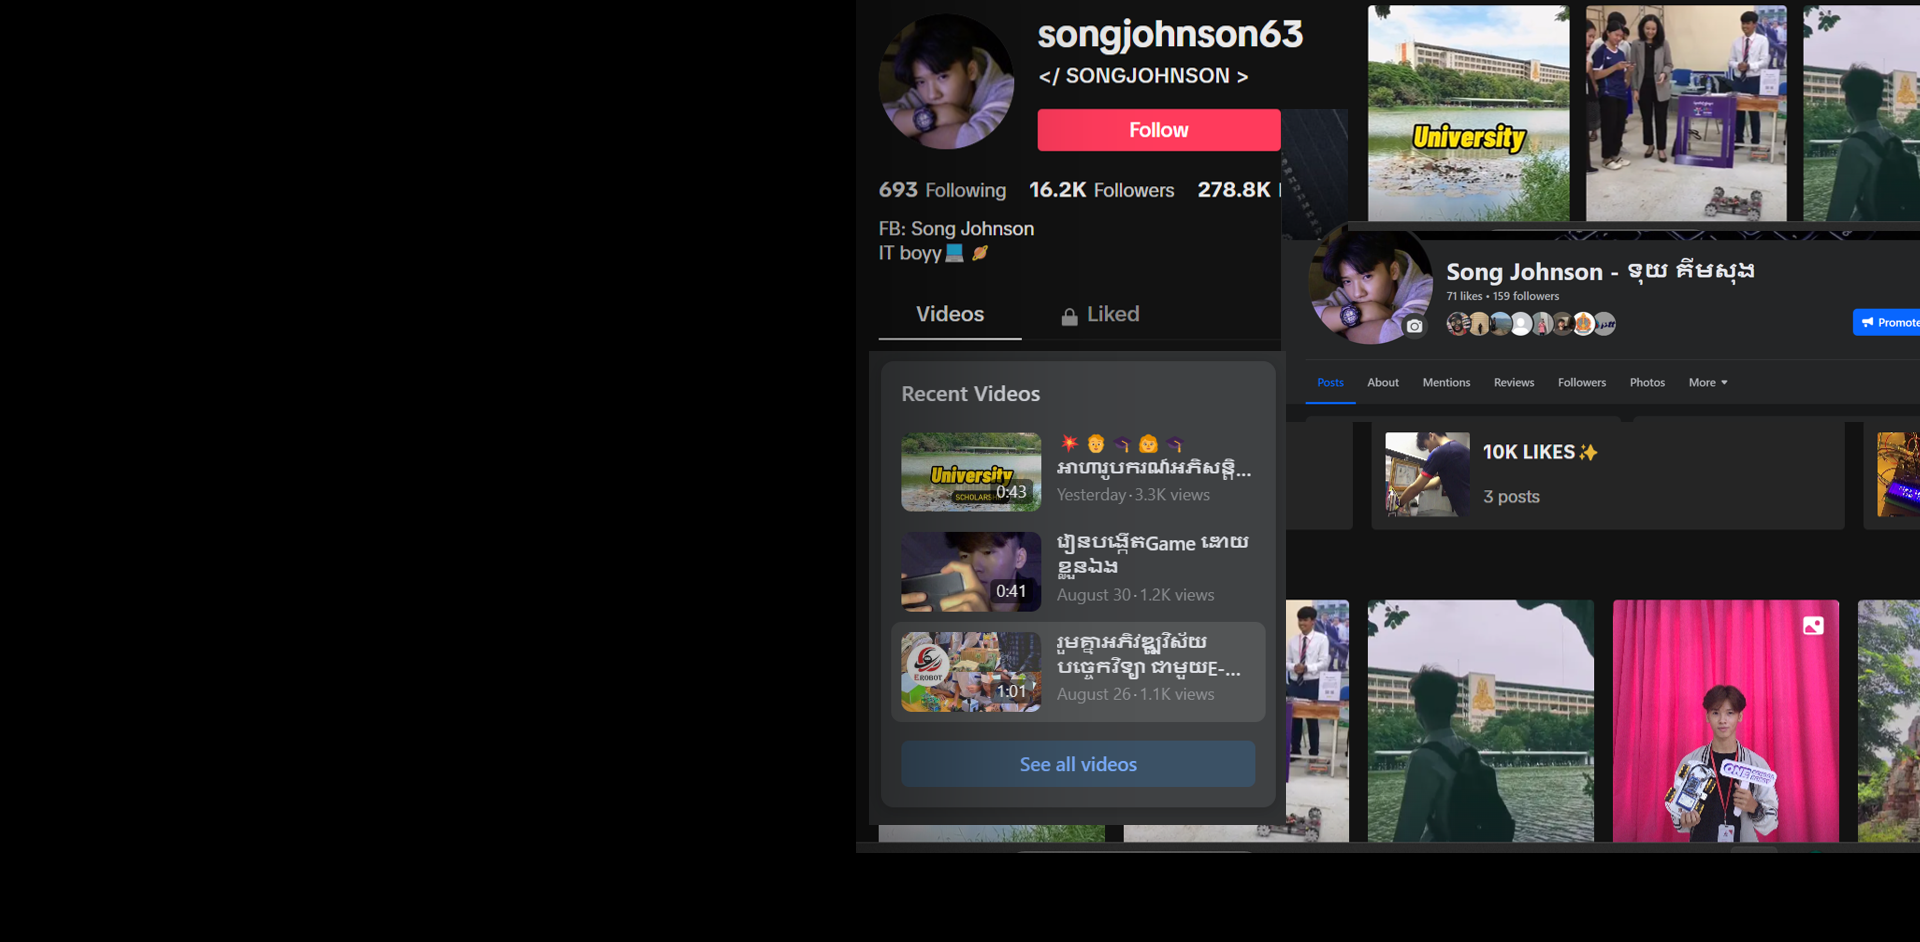 songjohnson63
</ SONGJOHNSON >
Follow
693 Following 16.2K Followers 278.8K
FB: Song Johnson
IT boyy
Videos
Liked
Recent Videos
University
0:43
អាហារូបករណ៍អភិសន្តិ...
Yesterday · 3.3K views
0:41
រៀនបង្កើតGame ដោយ
ខ្លួនឯង
August 30 · 1.2K views
EROBOT
1:01
រួមគ្នាអភិវឌ្ឍវិស័យ
បច្ចេកវិទ្យា ជាមួយE-...
August 26 · 1.1K views
See all videos
University
Song Johnson - ទុយ គីមសុង
71 likes • 159 followers
Promote
Posts
About
Mentions
Reviews
Followers
Photos
More
10K LIKES✨
3 posts
ONE